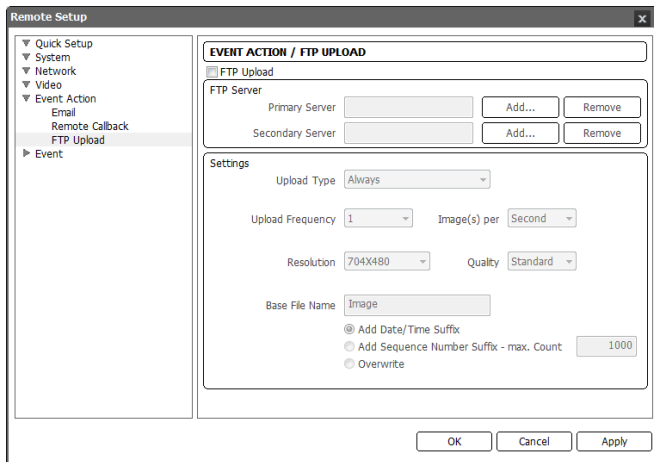 Remote Setup
x
Quick Setup
System
Network
Video
Event Action
Email
Remote Callback
FTP Upload
Event
EVENT ACTION / FTP UPLOAD
FTP Upload
FTP Server
Primary Server Add... Remove
Secondary Server Add... Remove
Settings
Upload Type Always
Upload Frequency 1 Image(s) per Second
Resolution 704X480 Quality Standard
Base File Name Image
Add Date/Time Suffix
Add Sequence Number Suffix - max. Count 1000
Overwrite
OK Cancel Apply